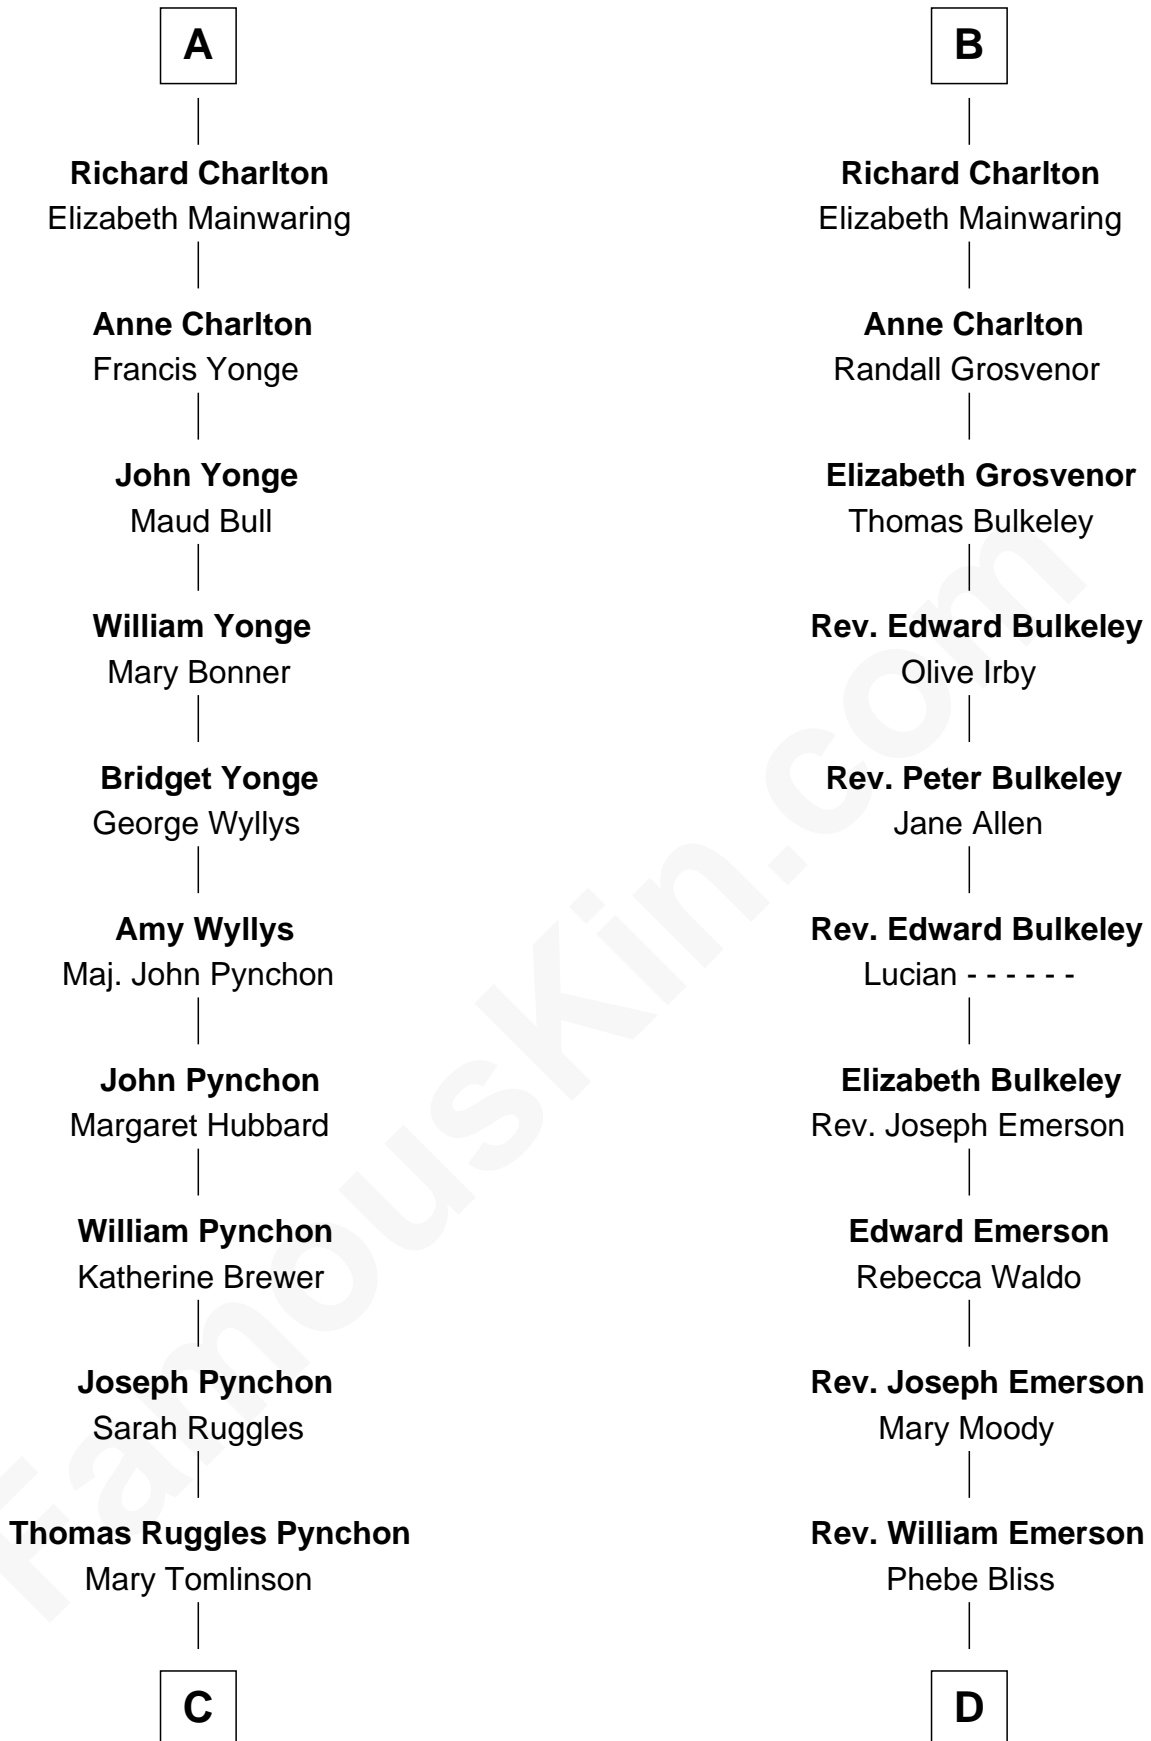 A
Richard Charlton
Elizabeth Mainwaring
Anne Charlton
Francis Yonge
John Yonge
Maud Bull
William Yonge
Mary Bonner
Bridget Yonge
George Wyllys
Amy Wyllys
Maj. John Pynchon
John Pynchon
Margaret Hubbard
William Pynchon
Katherine Brewer
Joseph Pynchon
Sarah Ruggles
Thomas Ruggles Pynchon
Mary Tomlinson
C
B
Richard Charlton
Elizabeth Mainwaring
Anne Charlton
Randall Grosvenor
Elizabeth Grosvenor
Thomas Bulkeley
Rev. Edward Bulkeley
Olive Irby
Rev. Peter Bulkeley
Jane Allen
Rev. Edward Bulkeley
Lucian - - - - - -
Elizabeth Bulkeley
Rev. Joseph Emerson
Edward Emerson
Rebecca Waldo
Rev. Joseph Emerson
Mary Moody
Rev. William Emerson
Phebe Bliss
D
FamousKin.com